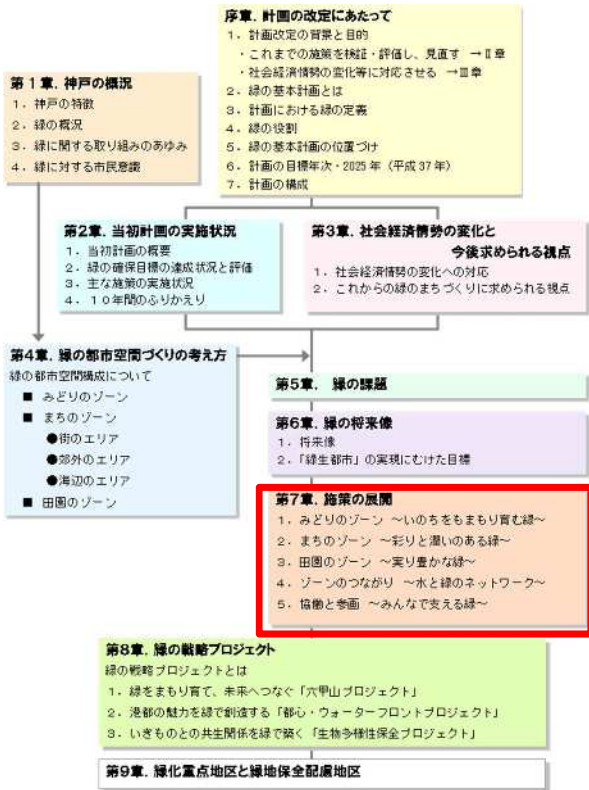 序章．計画の改定にあたって
1．計画改定の背景と目的
・これまでの施策を検証・評価し、見直す →Ⅱ章
・社会経済情勢の変化等に対応させる →Ⅲ章
2．緑の基本計画とは
3．計画における緑の定義
4．緑の役割
5．緑の基本計画の位置づけ
6．計画の目標年次・2025年（平成37年）
7．計画の構成
第1章．神戸の概況
1．神戸の特徴
2．緑の概況
3．緑に関する取り組みのあゆみ
4．緑に対する市民意識
第2章．当初計画の実施状況
1．当初計画の概要
2．緑の確保目標の達成状況と評価
3．主な施策の実施状況
4．10年間のふりかえり
第3章．社会経済情勢の変化と
今後求められる視点
1．社会経済情勢の変化への対応
2．これからの緑のまちづくりに求められる視点
第4章．緑の都市空間づくりの考え方
緑の都市空間構成について
■ みどりのゾーン
■ まちのゾーン
●街のエリア
●郊外のエリア
●海辺のエリア
■ 田園のゾーン
第5章． 緑の課題
第6章．緑の将来像
1．将来像
2．「緑生都市」の実現にむけた目標
第7章．施策の展開
1．みどりのゾーン ～いのちをもまもり育む緑～
2．まちのゾーン ～彩りと潤いのある緑～
3．田園のゾーン ～実り豊かな緑～
4．ゾーンのつながり ～水と緑のネットワーク～
5．協働と参画 ～みんなで支える緑～
第8章．緑の戦略プロジェクト
緑の戦略プロジェクトとは
1．緑をまもり育て、未来へつなぐ「六甲山プロジェクト」
2．港都の魅力を緑で創造する「都心・ウォーターフロントプロジェクト」
3．いきものとの共生関係を緑で築く「生物多様性保全プロジェクト」
第9章．緑化重点地区と緑地保全配慮地区